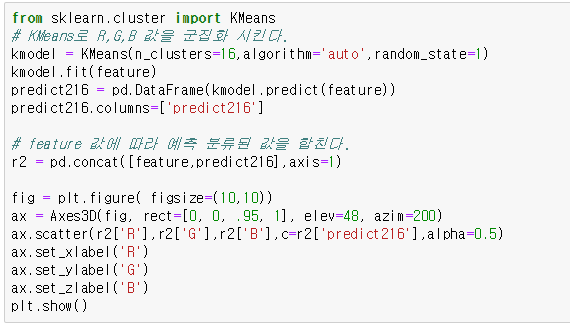 from sklearn.cluster import KMeans
# KMeans로 R,G,B 값을 군집화 시킨다.
kmodel = KMeans(n_clusters=16,algorithm='auto',random_state=1)
kmodel.fit(feature)
predict216 = pd.DataFrame(kmodel.predict(feature))
predict216.columns=['predict216']
# feature 값에 따라 예측 분류된 값을 합친다.
r2 = pd.concat([feature,predict216],axis=1)
fig = plt.figure( figsize=(10,10))
ax = Axes3D(fig, rect=[0, 0, .95, 1], elev=48, azim=200)
ax.scatter(r2['R'],r2['G'],r2['B'],c=r2['predict216'],alpha=0.5)
ax.set_xlabel('R')
ax.set_ylabel('G')
ax.set_zlabel('B')
plt.show()